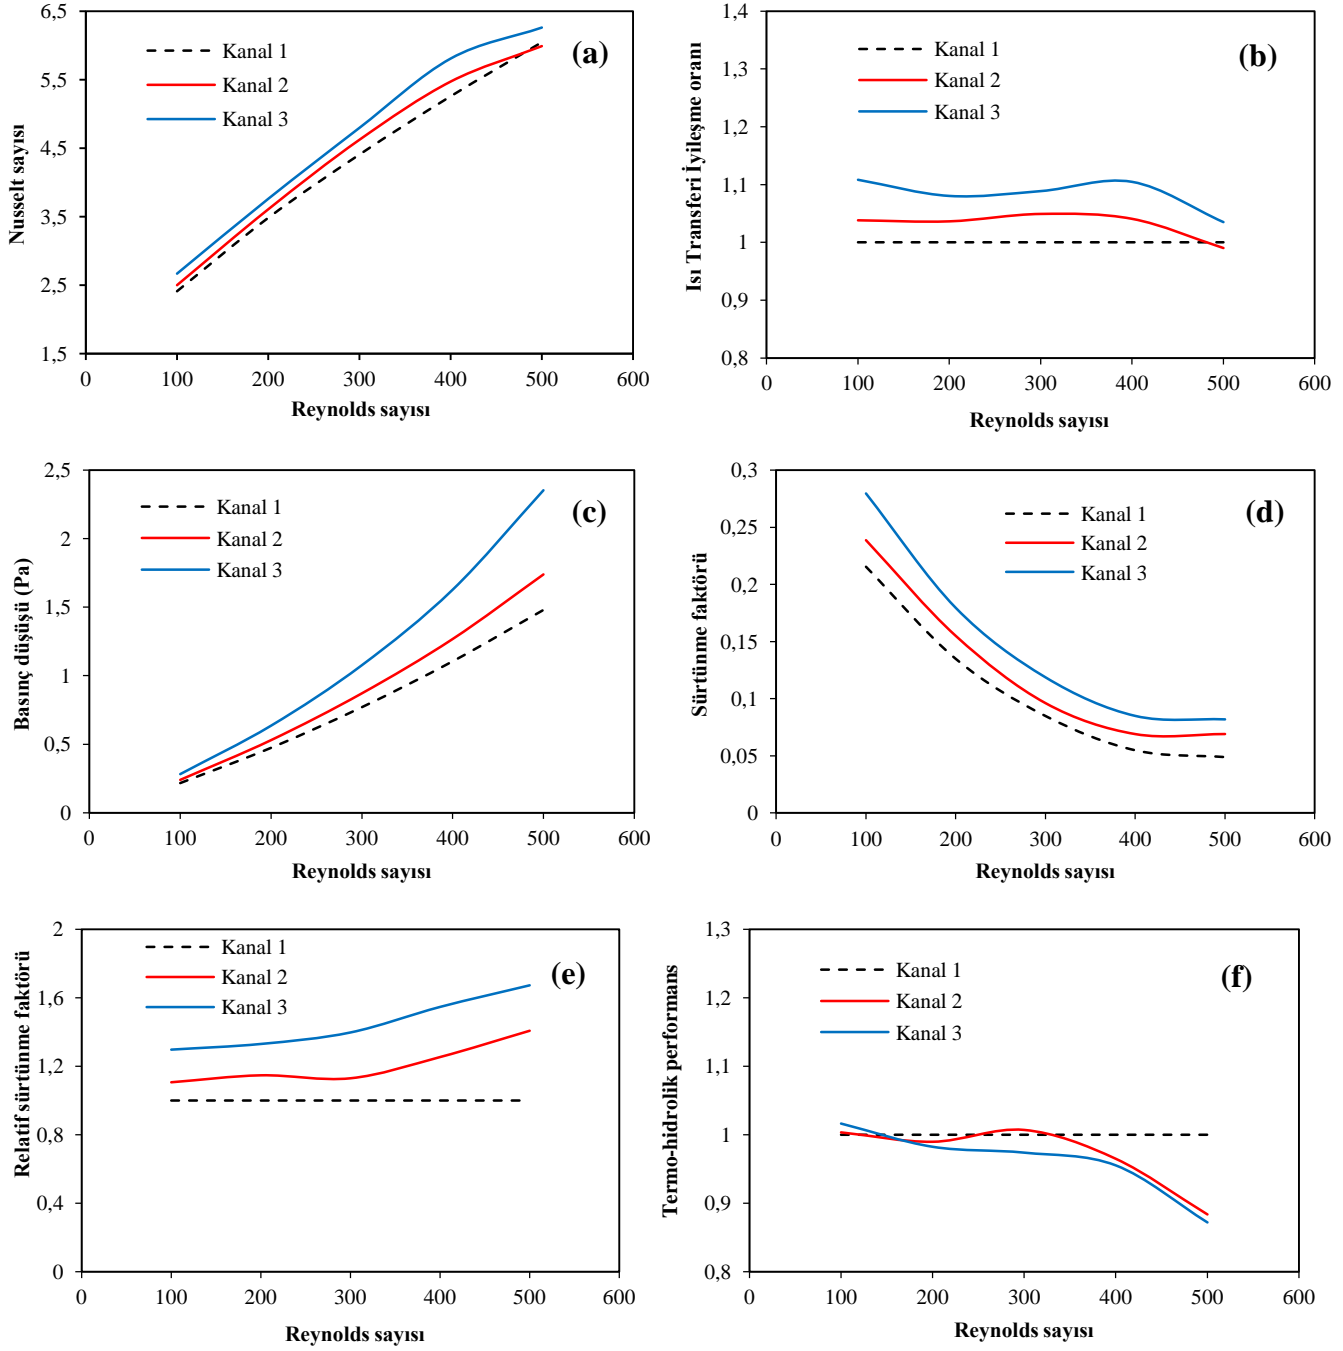 6,5
5,5
4,5
3,5
2,5
1,5
0 100 200 300 400 500 600
Nusselt sayısı
Reynolds sayısı
Kanal 1
Kanal 2
Kanal 3
(a)
1,4
1,3
1,2
1,1
1
0,9
0,8
0 100 200 300 400 500 600
Isı Transferi İyileşme oranı
Reynolds sayısı
Kanal 1
Kanal 2
Kanal 3
(b)
2,5
2
1,5
1
0,5
0
0 100 200 300 400 500 600
Basınç düşüşü (Pa)
Reynolds sayısı
Kanal 1
Kanal 2
Kanal 3
(c)
0,3
0,25
0,2
0,15
0,1
0,05
0
0 100 200 300 400 500 600
Sürtünme faktörü
Reynolds sayısı
Kanal 1
Kanal 2
Kanal 3
(d)
2
1,6
1,2
0,8
0,4
0
0 100 200 300 400 500 600
Relatif sürtünme faktörü
Reynolds sayısı
Kanal 1
Kanal 2
Kanal 3
(e)
1,3
1,2
1,1
1
0,9
0,8
0 100 200 300 400 500 600
Termo-hidrolik performans
Reynolds sayısı
Kanal 1
Kanal 2
Kanal 3
(f)